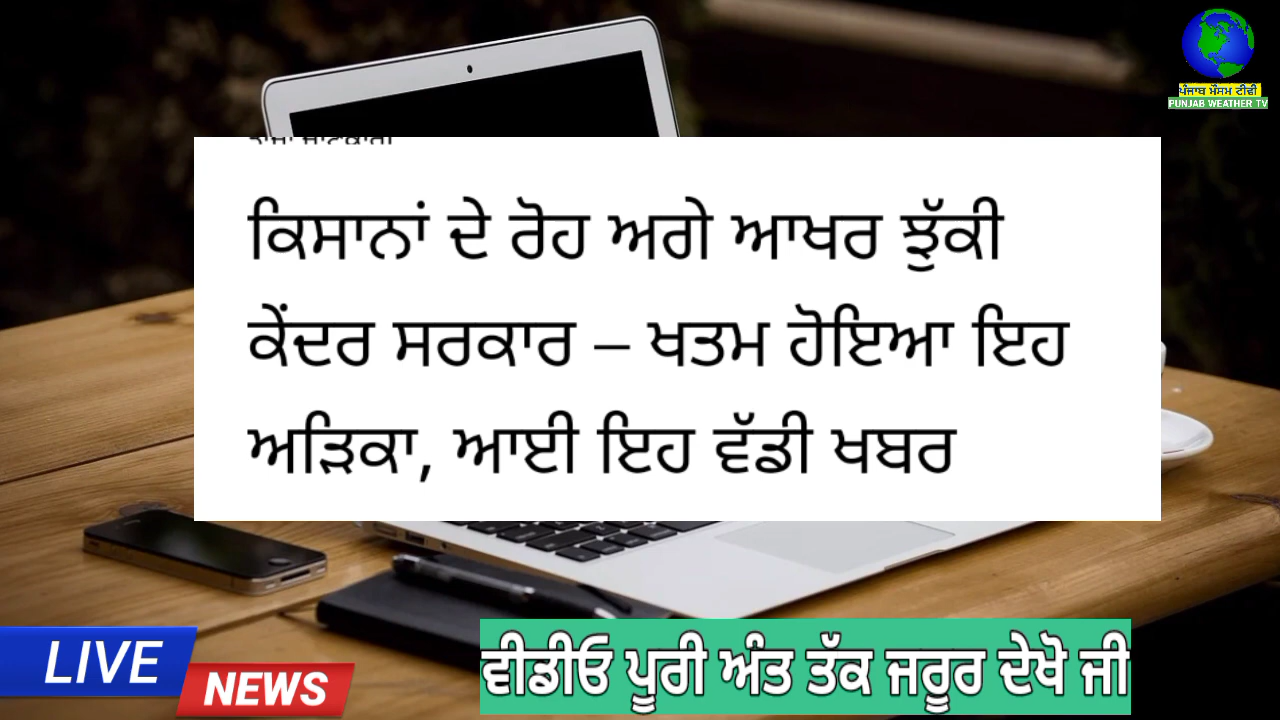 ਪੰਜਾਬ ਮੌਸਮ ਟੀਵੀ
PUNJAB WEATHER TV
ਕਿਸਾਨਾਂ ਦੇ ਰੋਹ ਅਗੇ ਆਖਰ ਝੁੱਕੀ
ਕੇਂਦਰ ਸਰਕਾਰ – ਖਤਮ ਹੋਇਆ ਇਹ
ਅੜਿਕਾ, ਆਈ ਇਹ ਵੱਡੀ ਖਬਰ
LIVE
NEWS
ਵੀਡੀਓ ਪੂਰੀ ਅੰਤ ਤੱਕ ਜਰੂਰ ਦੇਖੋ ਜੀ